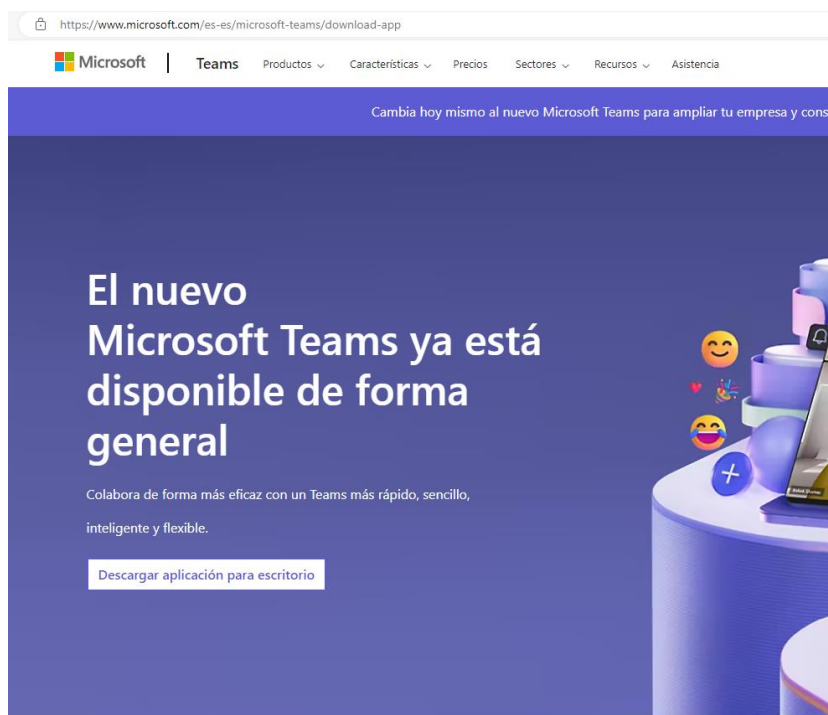 https://www.microsoft.com/es-es/microsoft-teams/download-app
Microsoft Teams Productos Características Precios Sectores Recursos Asistencia
Cambia hoy mismo al nuevo Microsoft Teams para ampliar tu empresa y cons
El nuevo
Microsoft Teams ya está
disponible de forma
general
Colabora de forma más eficaz con un Teams más rápido, sencillo,
inteligente y flexible.
Descargar aplicación para escritorio